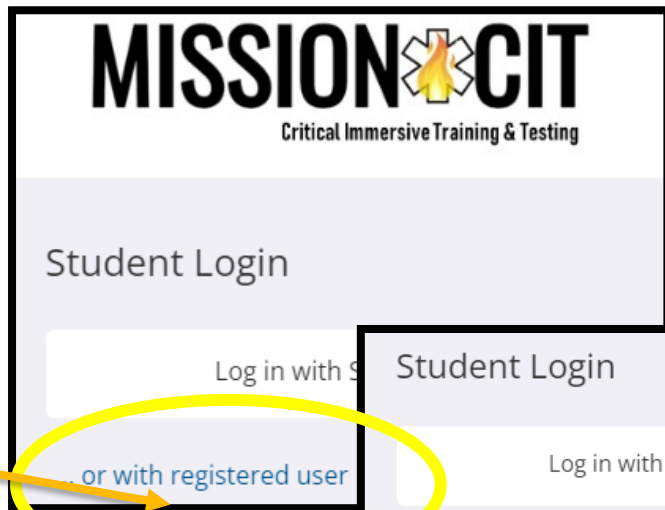 MISSION CIT
Critical Immersive Training & Testing
Student Login
Log in with S
... or with registered user
Student Login
Log in with